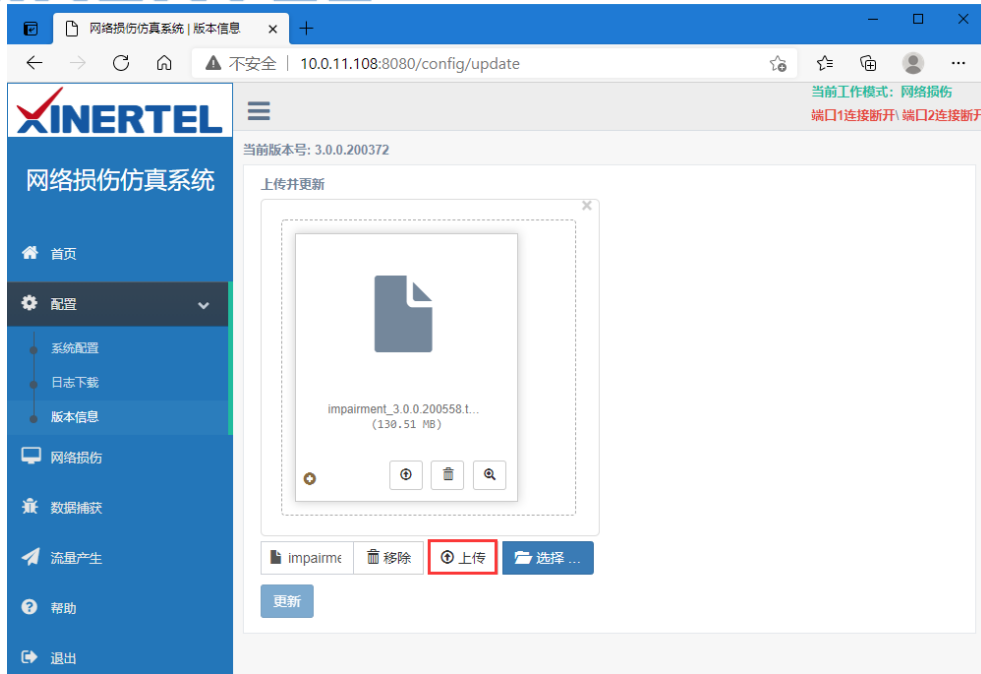 网络损伤仿真系统 | 版本信息
不安全 | 10.0.11.108:8080/config/update
当前工作模式：网络损伤
端口1连接断开\ 端口2连接断开
XINERTEL
当前版本号: 3.0.0.200372
网络损伤仿真系统
上传并更新
首页
配置
系统配置
日志下载
版本信息
impairment_3.0.0.200558.t...
(130.51 MB)
网络损伤
数据捕获
流量产生
impairme
移除
上传
选择 ...
更新
帮助
退出